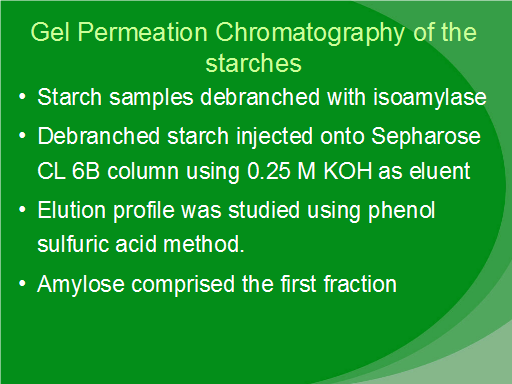 Gel Permeation Chromatography of the
starches
• Starch samples debranched with isoamylase
• Debranched starch injected onto Sepharose
CL 6B column using 0.25 M KOH as eluent
• Elution profile was studied using phenol
sulfuric acid method.
• Amylose comprised the first fraction